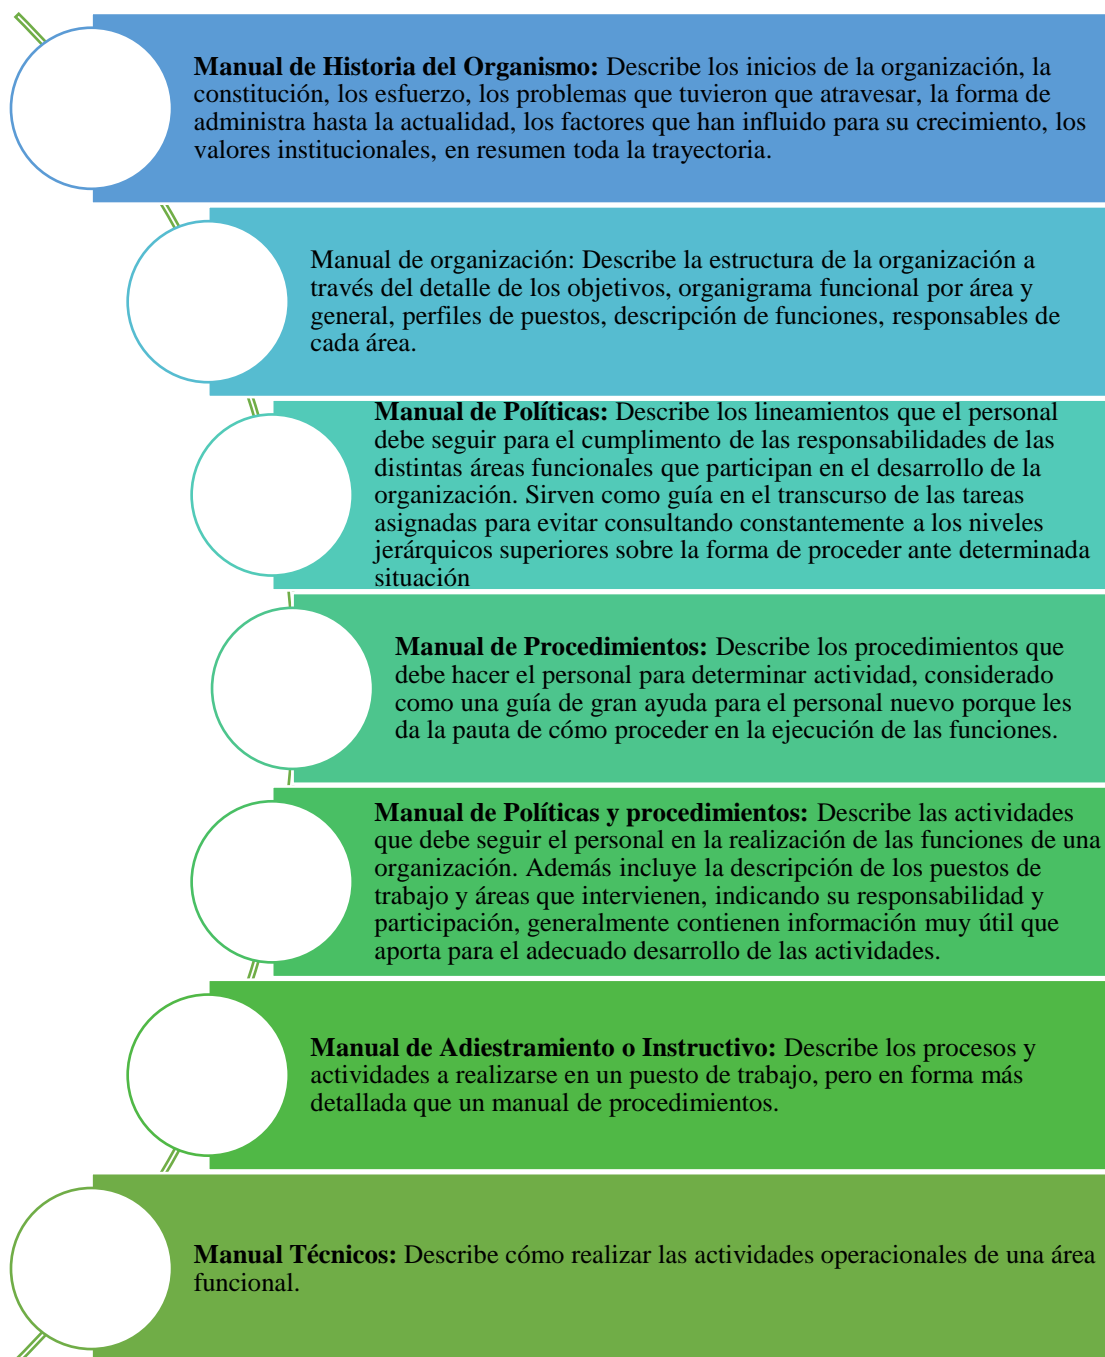 Manual de Historia del Organismo: Describe los inicios de la organización, la
constitución, los esfuerzo, los problemas que tuvieron que atravesar, la forma de
administra hasta la actualidad, los factores que han influido para su crecimiento, los
valores institucionales, en resumen toda la trayectoria.
Manual de organización: Describe la estructura de la organización a
través del detalle de los objetivos, organigrama funcional por área y
general, perfiles de puestos, descripción de funciones, responsables de
cada área.
Manual de Políticas: Describe los lineamientos que el personal
debe seguir para el cumplimento de las responsabilidades de las
distintas áreas funcionales que participan en el desarrollo de la
organización. Sirven como guía en el transcurso de las tareas
asignadas para evitar consultando constantemente a los niveles
jerárquicos superiores sobre la forma de proceder ante determinada
situación
Manual de Procedimientos: Describe los procedimientos que
debe hacer el personal para determinar actividad, considerado
como una guía de gran ayuda para el personal nuevo porque les
da la pauta de cómo proceder en la ejecución de las funciones.
Manual de Políticas y procedimientos: Describe las actividades
que debe seguir el personal en la realización de las funciones de una
organización. Además incluye la descripción de los puestos de
trabajo y áreas que intervienen, indicando su responsabilidad y
participación, generalmente contienen información muy útil que
aporta para el adecuado desarrollo de las actividades.
Manual de Adiestramiento o Instructivo: Describe los procesos y
actividades a realizarse en un puesto de trabajo, pero en forma más
detallada que un manual de procedimientos.
Manual Técnicos: Describe cómo realizar las actividades operacionales de una área
funcional.